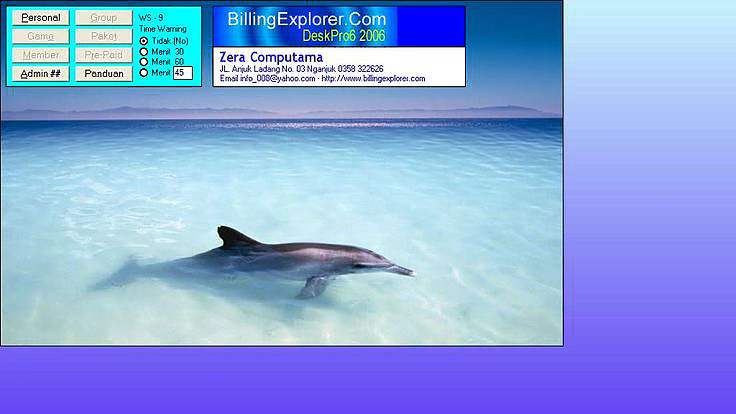 Personal Group WS - 9
Time Warning
Game Paket Tidak (No)
Menit 30
Member Pre-Paid Menit 60
Admin ## Panduan Menit 45
BillingExplorer.Com
DeskPro6 2006
Zera Computama
JL. Anjuk Ladang No. 03 Nganjuk 0358 322626
Email info_008@yahoo.com - http://www.billingexplorer.com